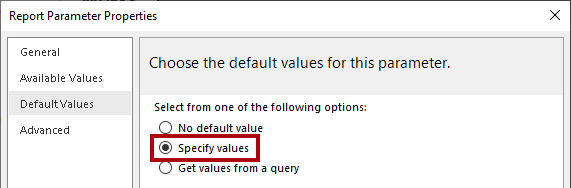 Report Parameter Properties
General
Available Values
Default Values
Advanced
Choose the default values for this parameter.
Select from one of the following options:
No default value
Specify values
Get values from a query